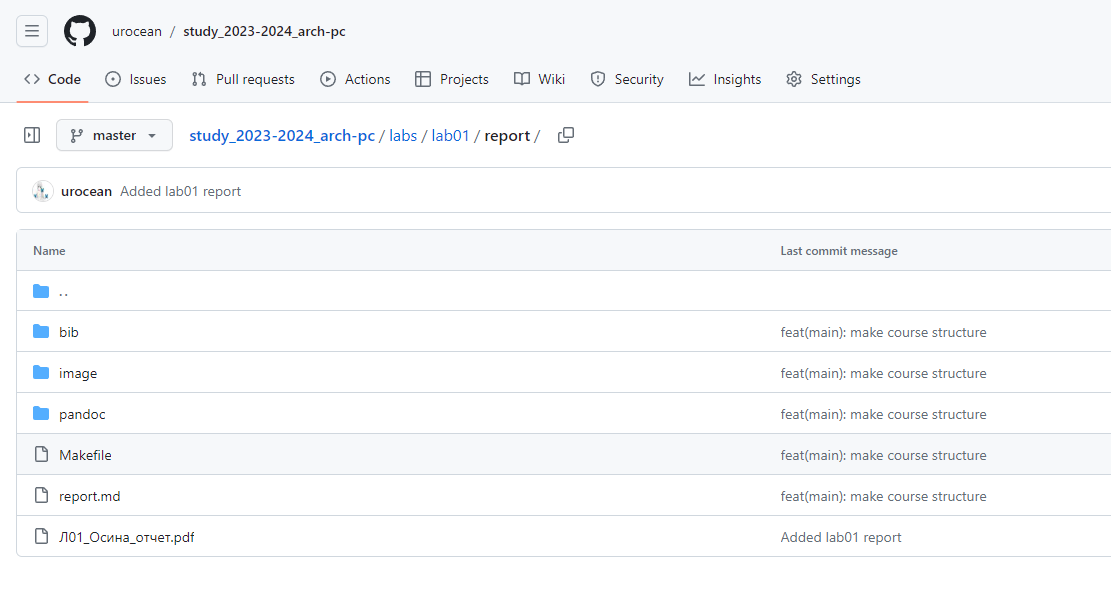 urocean / study_2023-2024_arch-pc
Code Issues Pull requests Actions Projects Wiki Security Insights Settings
master study_2023-2024_arch-pc / labs / lab01 / report /
urocean Added lab01 report
Name Last commit message
..
bib feat(main): make course structure
image feat(main): make course structure
pandoc feat(main): make course structure
Makefile feat(main): make course structure
report.md feat(main): make course structure
Л01_Осина_отчет.pdf Added lab01 report